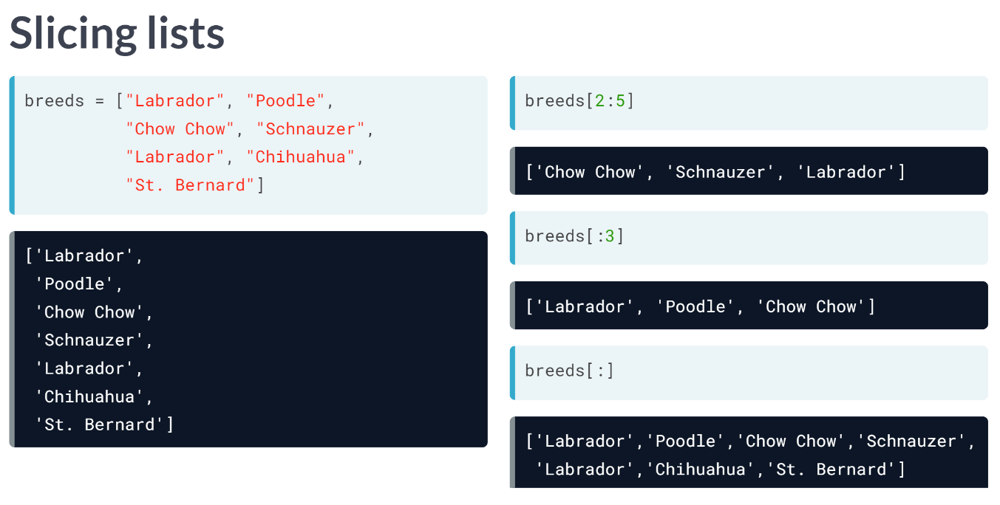 Slicing lists
breeds = ["Labrador", "Poodle",
"Chow Chow", "Schnauzer",
"Labrador", "Chihuahua",
"St. Bernard"]
['Labrador',
'Poodle',
'Chow Chow',
'Schnauzer',
'Labrador',
'Chihuahua',
'St. Bernard']
breeds[2:5]
['Chow Chow', 'Schnauzer', 'Labrador']
breeds[:3]
['Labrador', 'Poodle', 'Chow Chow']
breeds[:]
['Labrador','Poodle','Chow Chow','Schnauzer',
'Labrador','Chihuahua','St. Bernard']